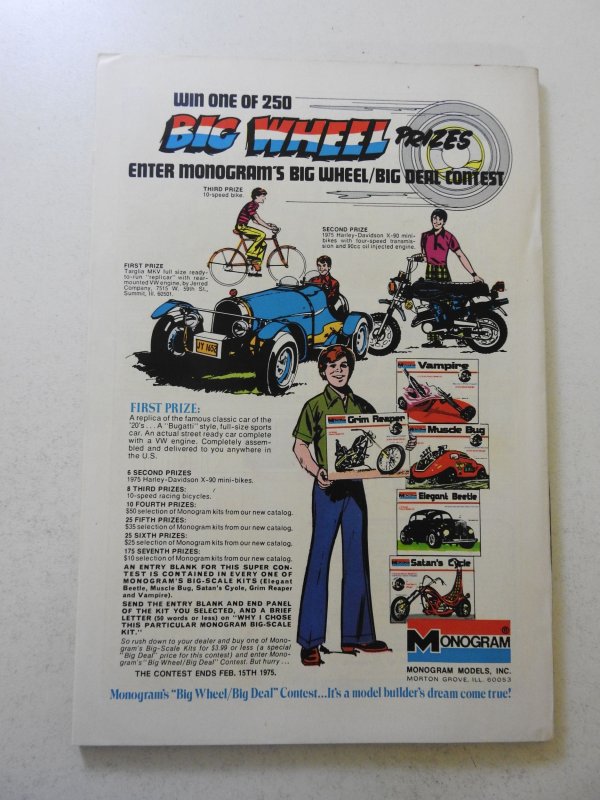 WIN ONE OF 250
BIG WHEEL PRIZES
ENTER MONOGRAM'S BIG WHEEL/BIG DEAL CONTEST
THIRD PRIZE
10-speed bike.
SECOND PRIZE
1975 Harley-Davidson X-90 mini-
bikes with four-speed transmis-
sion and 90cc oil injected engine.
FIRST PRIZE
Targlia MKV full size ready-
to-run "replicar" with rear-
mounted VW engine, by Jerred
Company, 7515 W. 59th St.,
Summit, Ill. 60501.
JY 1652
FIRST PRIZE:
A replica of the famous classic car of the
'20's . . . A "Bugatti" style, full-size sports
car. An actual street ready car complete
with a VW engine. Completely assem-
bled and delivered to you anywhere in
the U.S.
6 SECOND PRIZES
1975 Harley-Davidson X-90 mini-bikes.
8 THIRD PRIZES:
10-speed racing bicycles.
10 FOURTH PRIZES:
$50 selection of Monogram kits from our new catalog.
25 FIFTH PRIZES:
$35 selection of Monogram kits from our new catalog.
25 SIXTH PRIZES:
$25 selection of Monogram kits from our new catalog.
175 SEVENTH PRIZES:
$10 selection of Monogram kits from our new catalog.
AN ENTRY BLANK FOR THIS SUPER CON-
TEST IS CONTAINED IN EVERY ONE OF
MONOGRAM'S BIG-SCALE KITS (Elegant
Beetle, Muscle Bug, Satan's Cycle, Grim Reaper
and Vampire).
SEND THE ENTRY BLANK AND END PANEL
OF THE KIT YOU SELECTED, AND A BRIEF
LETTER (50 words or less) on "WHY I CHOSE
THIS PARTICULAR MONOGRAM BIG-SCALE
KIT."
So rush down to your dealer and buy one of Mono-
gram's Big-Scale Kits for $3.99 or less (a special
"Big Deal" price for this contest) and enter Mono-
gram's "Big Wheel/Big Deal" Contest. But hurry . . .
THE CONTEST ENDS FEB. 15TH 1975.
Vampire
Grim Reaper
Muscle Bug
Elegant Beetle
Satan's Cycle
MONOGRAM®
MONOGRAM MODELS, INC.
MORTON GROVE, ILL. 60053
Monogram's "Big Wheel/Big Deal" Contest...It's a model builder's dream come true!